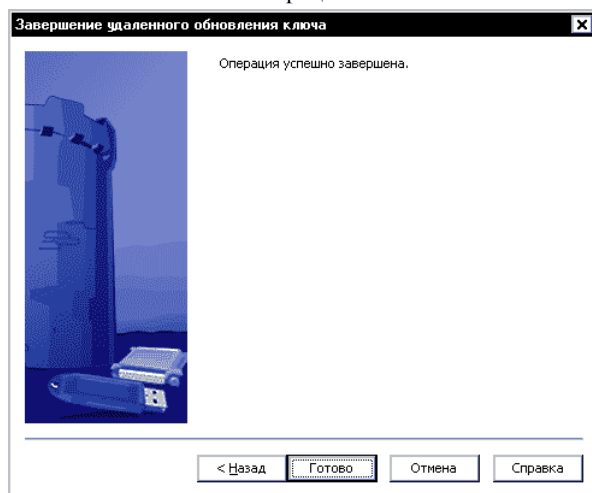 Завершение удаленного обновления ключа
Операция успешно завершена.
< Назад
Готово
Отмена
Справка